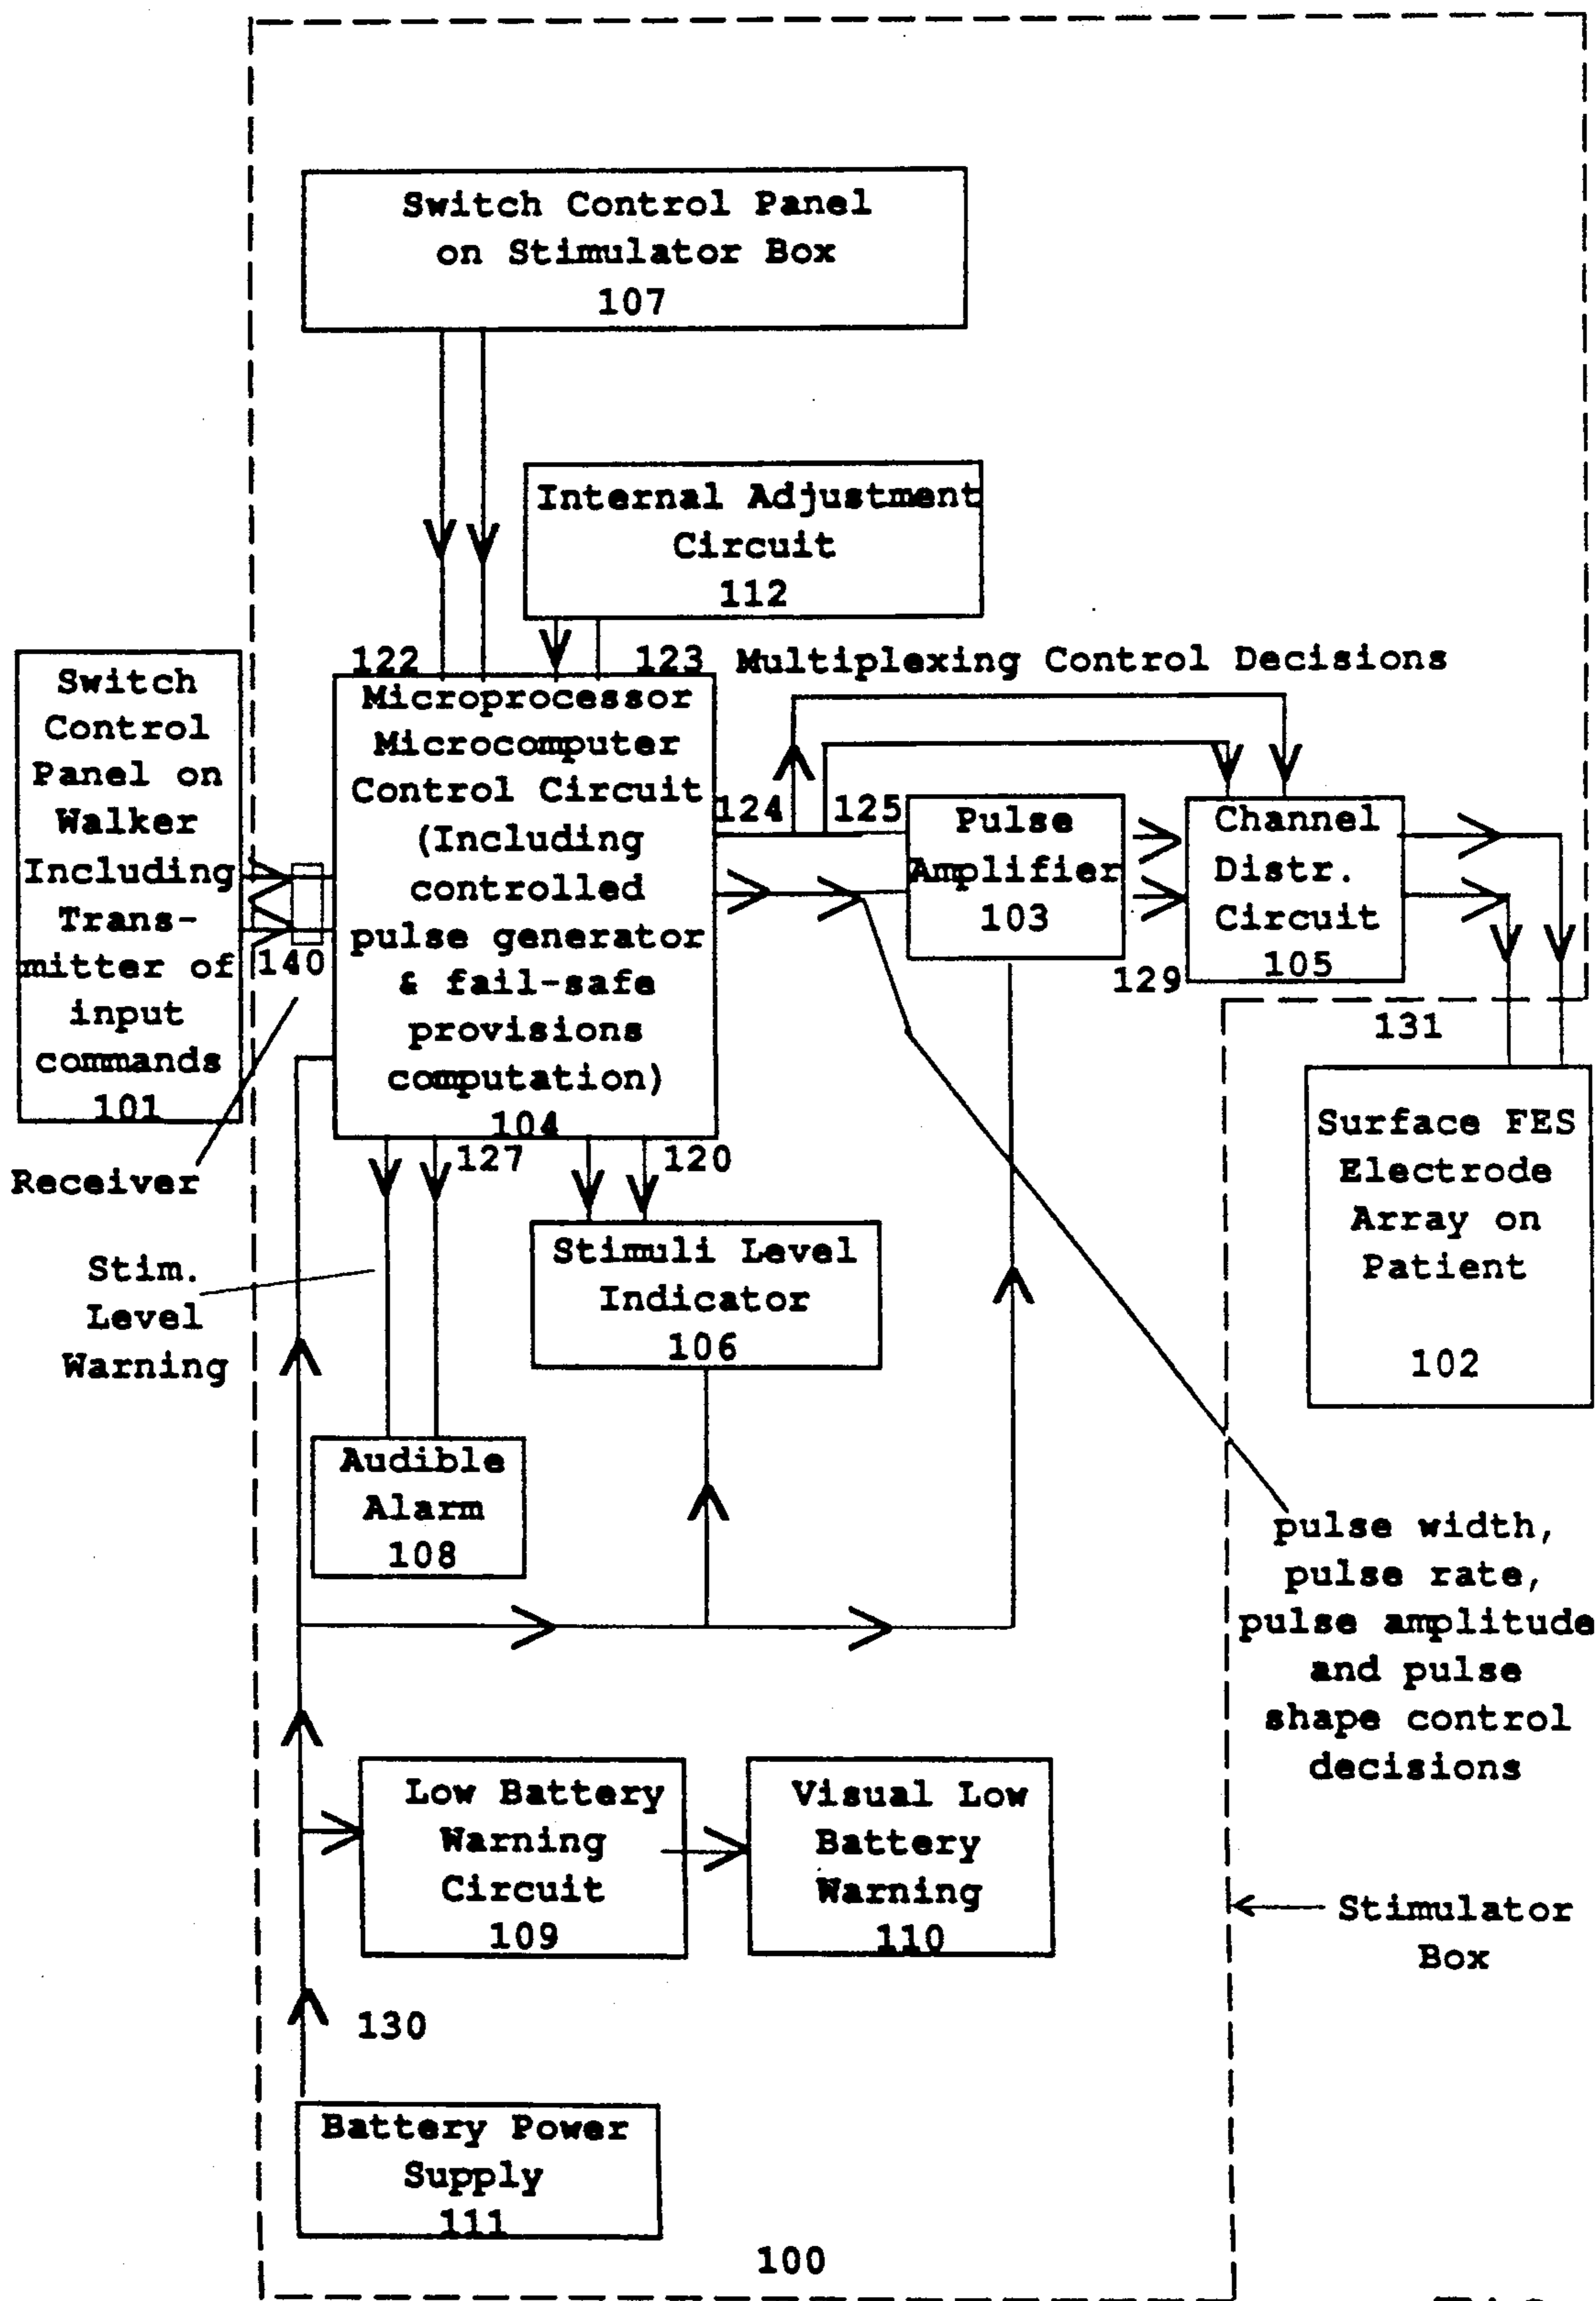 Switch Control Panel
on Stimulator Box
107
Internal Adjustment
Circuit
112
122
123
Multiplexing Control Decisions
Switch
Control
Panel on
Walker
Including
Trans-
mitter of
input
commands
101
140
Receiver
Microprocessor
Microcomputer
Control Circuit
(Including
controlled
pulse generator
& fail-safe
provisions
computation)
104
124
125
Pulse
Amplifier
103
129
Channel
Distr.
Circuit
105
131
Surface FES
Electrode
Array on
Patient
102
127
120
Stim.
Level
Warning
Stimuli Level
Indicator
106
Audible
Alarm
108
pulse width,
pulse rate,
pulse amplitude
and pulse
shape control
decisions
Low Battery
Warning
Circuit
109
Visual Low
Battery
Warning
110
Stimulator
Box
130
Battery Power
Supply
111
100